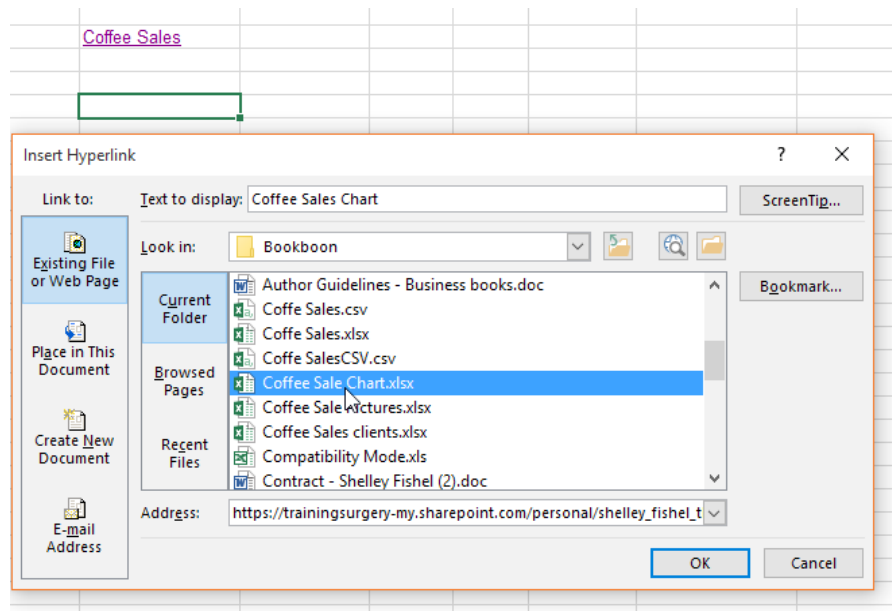 Coffee Sales
Insert Hyperlink
?
Link to:
Text to display:
Coffee Sales Chart
ScreenTip...
Existing File
or Web Page
Look in:
Bookboon
Current
Folder
Author Guidelines - Business books.doc
Bookmark...
Coffe Sales.csv
Coffe Sales.xlsx
Place in This
Document
Browsed
Pages
Coffe SalesCSV.csv
Coffee Sale Chart.xlsx
Coffee Sale
Create New
Document
Recent
Files
Coffee Sales clients.xlsx
Compatibility Mode.xls
Contract - Shelley Fishel (2).doc
E-mail
Address
Address:
https://trainingsurgery-my.sharepoint.com/personal/shelley_fishel_t
OK
Cancel